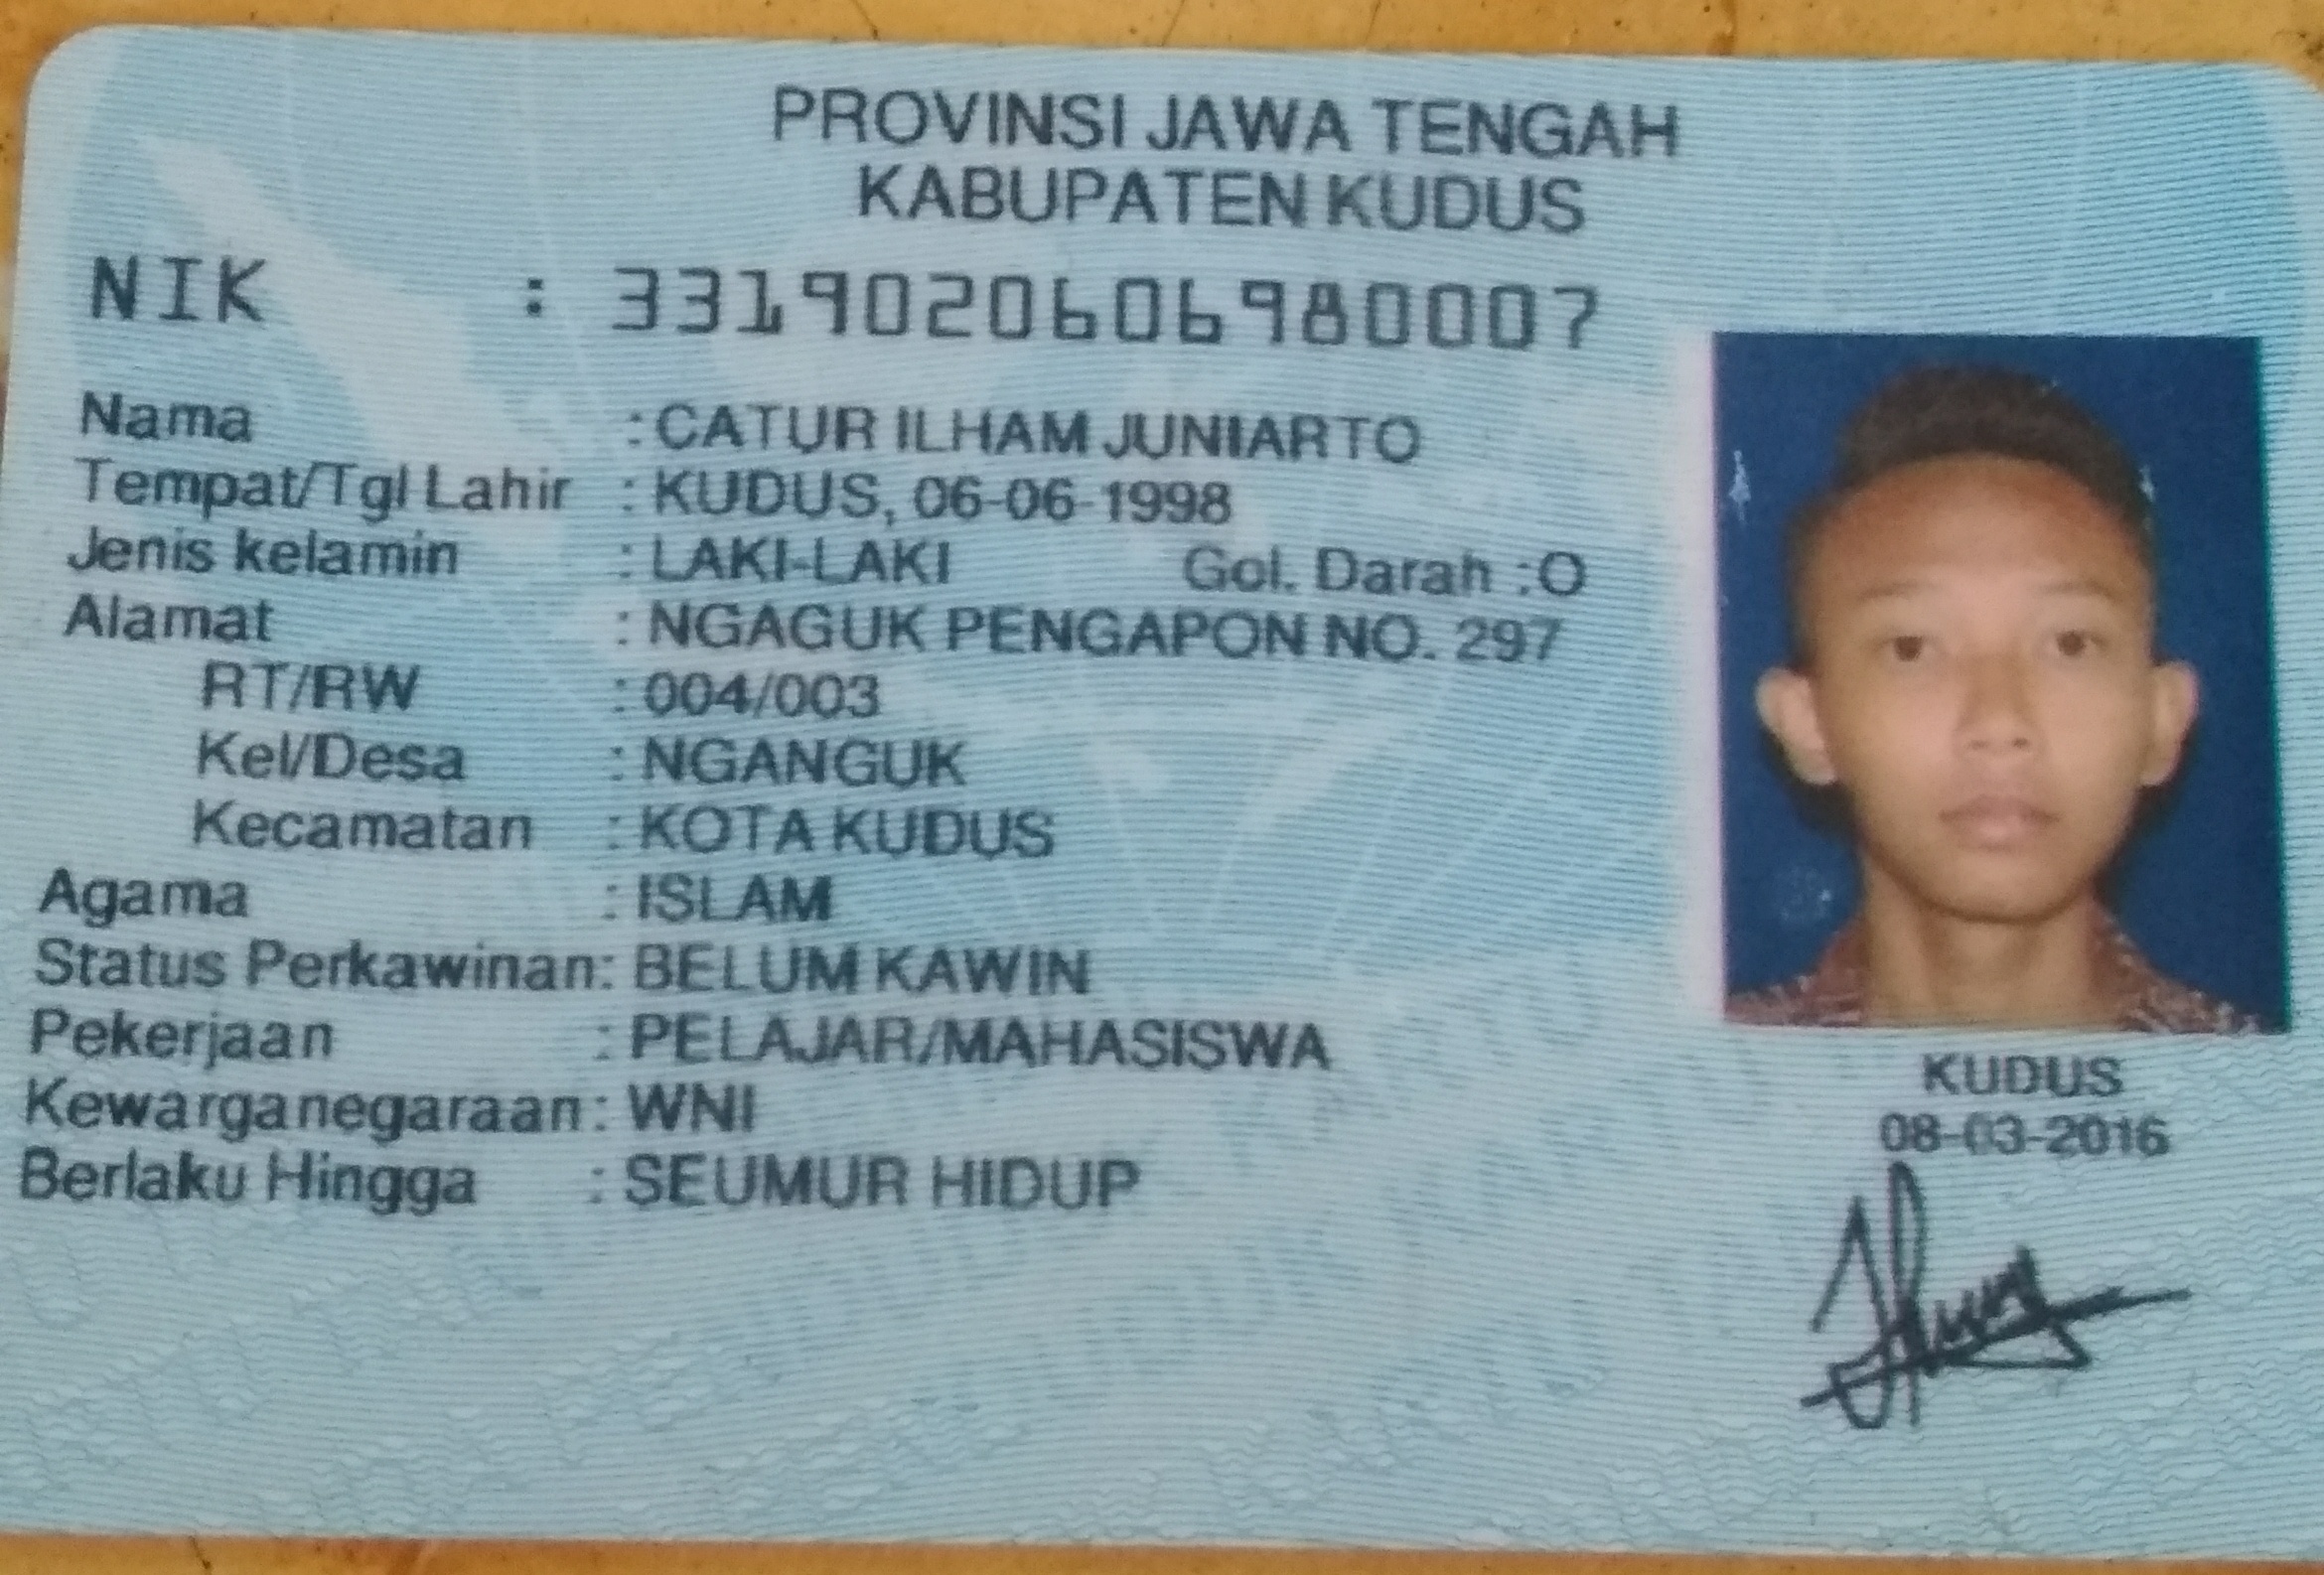 PROVINSI JAWA TENGAH
KABUPATEN KUDUS
NIK : 3319020606980007
Nama : CATUR ILHAM JUNIARTO
Tempat/Tgl Lahir : KUDUS, 06-06-1998
Jenis kelamin : LAKI-LAKI Gol. Darah : O
Alamat : NGAGUK PENGAPON NO. 297
RT/RW : 004/003
Kel/Desa : NGANGUK
Kecamatan : KOTA KUDUS
Agama : ISLAM
Status Perkawinan: BELUM KAWIN
Pekerjaan : PELAJAR/MAHASISWA
Kewarganegaraan: WNI
Berlaku Hingga : SEUMUR HIDUP
KUDUS
08-03-2016